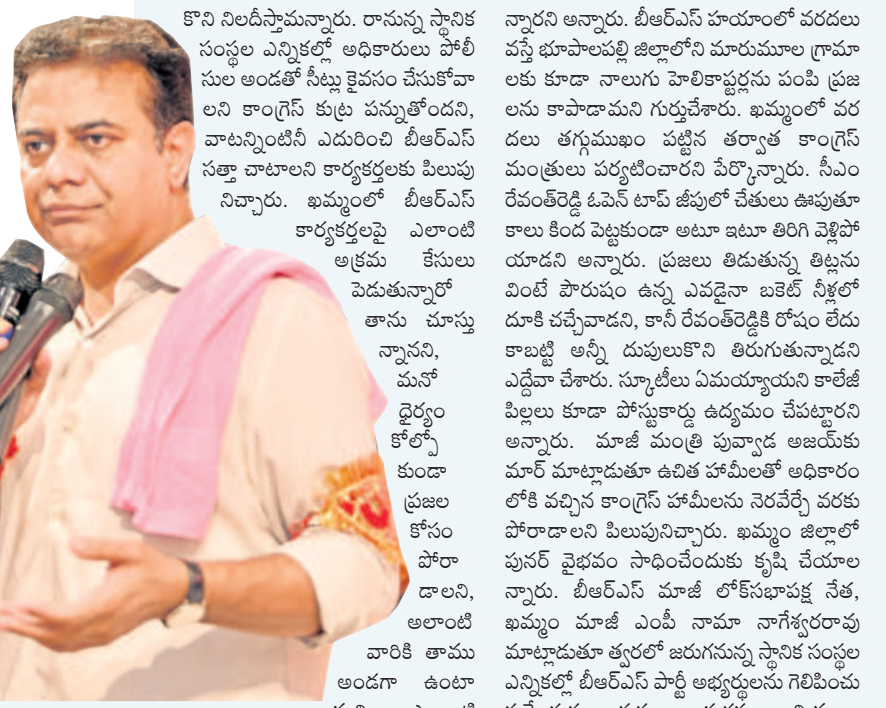 కొని నిలదీస్తామన్నారు. రానున్న స్థానిక
సంస్థల ఎన్నికల్లో అధికారులు పోలీ
సుల అండతో సీట్లు కైవసం చేసుకోవా
లని కాంగ్రెస్ కుట్ర పన్నుతోందని,
వాటన్నింటినీ ఎదురించి బీఆర్ఎస్
సత్తా చాటాలని కార్యకర్తలకు పిలుపు
నిచ్చారు. ఖమ్మంలో బీఆర్ఎస్
కార్యకర్తలపై ఎలాంటి
అక్రమ కేసులు
పెడుతున్నారో
తాను చూస్తు
న్నానని,
మనో
ధైర్యం
కోల్పో
కుండా
ప్రజల
కోసం
పోరా
డాలని,
అలాంటి
వారికి తాము
అండగా ఉంటా
న్నారని అన్నారు. బీఆర్ఎస్ హయాంలో వరదలు
వస్తే భూపాలపల్లి జిల్లాలోని మారుమూల గ్రామా
లకు కూడా నాలుగు హెలికాప్టర్లను పంపి ప్రజ
లను కాపాడామని గుర్తుచేశారు. ఖమ్మంలో వర
దలు తగ్గుముఖం పట్టిన తర్వాత కాంగ్రెస్
మంత్రులు పర్యటించారని పేర్కొన్నారు. సీఎం
రేవంత్‌రెడ్డి ఓపెన్ టాప్ జీపులో చేతులు ఊపుతూ
కాలు కింద పెట్టకుండా అటూ ఇటూ తిరిగి వెళ్లిపో
యాడని అన్నారు. ప్రజలు తిడుతున్న తిట్లను
వింటే పౌరుషం ఉన్న ఎవడైనా బకెట్ నీళ్లలో
దూకి చచ్చేవాడని, కానీ రేవంత్‌రెడ్డికి రోషం లేదు
కాబట్టి అన్నీ దుపులుకొని తిరుగుతున్నాడని
ఎద్దేవా చేశారు. స్కూటీలు ఏమయ్యాయని కాలేజీ
పిల్లలు కూడా పోస్టుకార్డు ఉద్యమం చేపట్టారని
అన్నారు. మాజీ మంత్రి పువ్వాడ అజయ్‌కు
మార్ మాట్లాడుతూ ఉచిత హామీలతో అధికారం
లోకి వచ్చిన కాంగ్రెస్ హామీలను నెరవేర్చే వరకు
పోరాడాలని పిలుపునిచ్చారు. ఖమ్మం జిల్లాలో
పునర్ వైభవం సాధించేందుకు కృషి చేయాల
న్నారు. బీఆర్ఎస్ మాజీ లోక్‌సభాపక్ష నేత,
ఖమ్మం మాజీ ఎంపీ నామా నాగేశ్వరరావు
మాట్లాడుతూ త్వరలో జరుగనున్న స్థానిక సంస్థల
ఎన్నికల్లో బీఆర్ఎస్ పార్టీ అభ్యర్థులను గెలిపించు